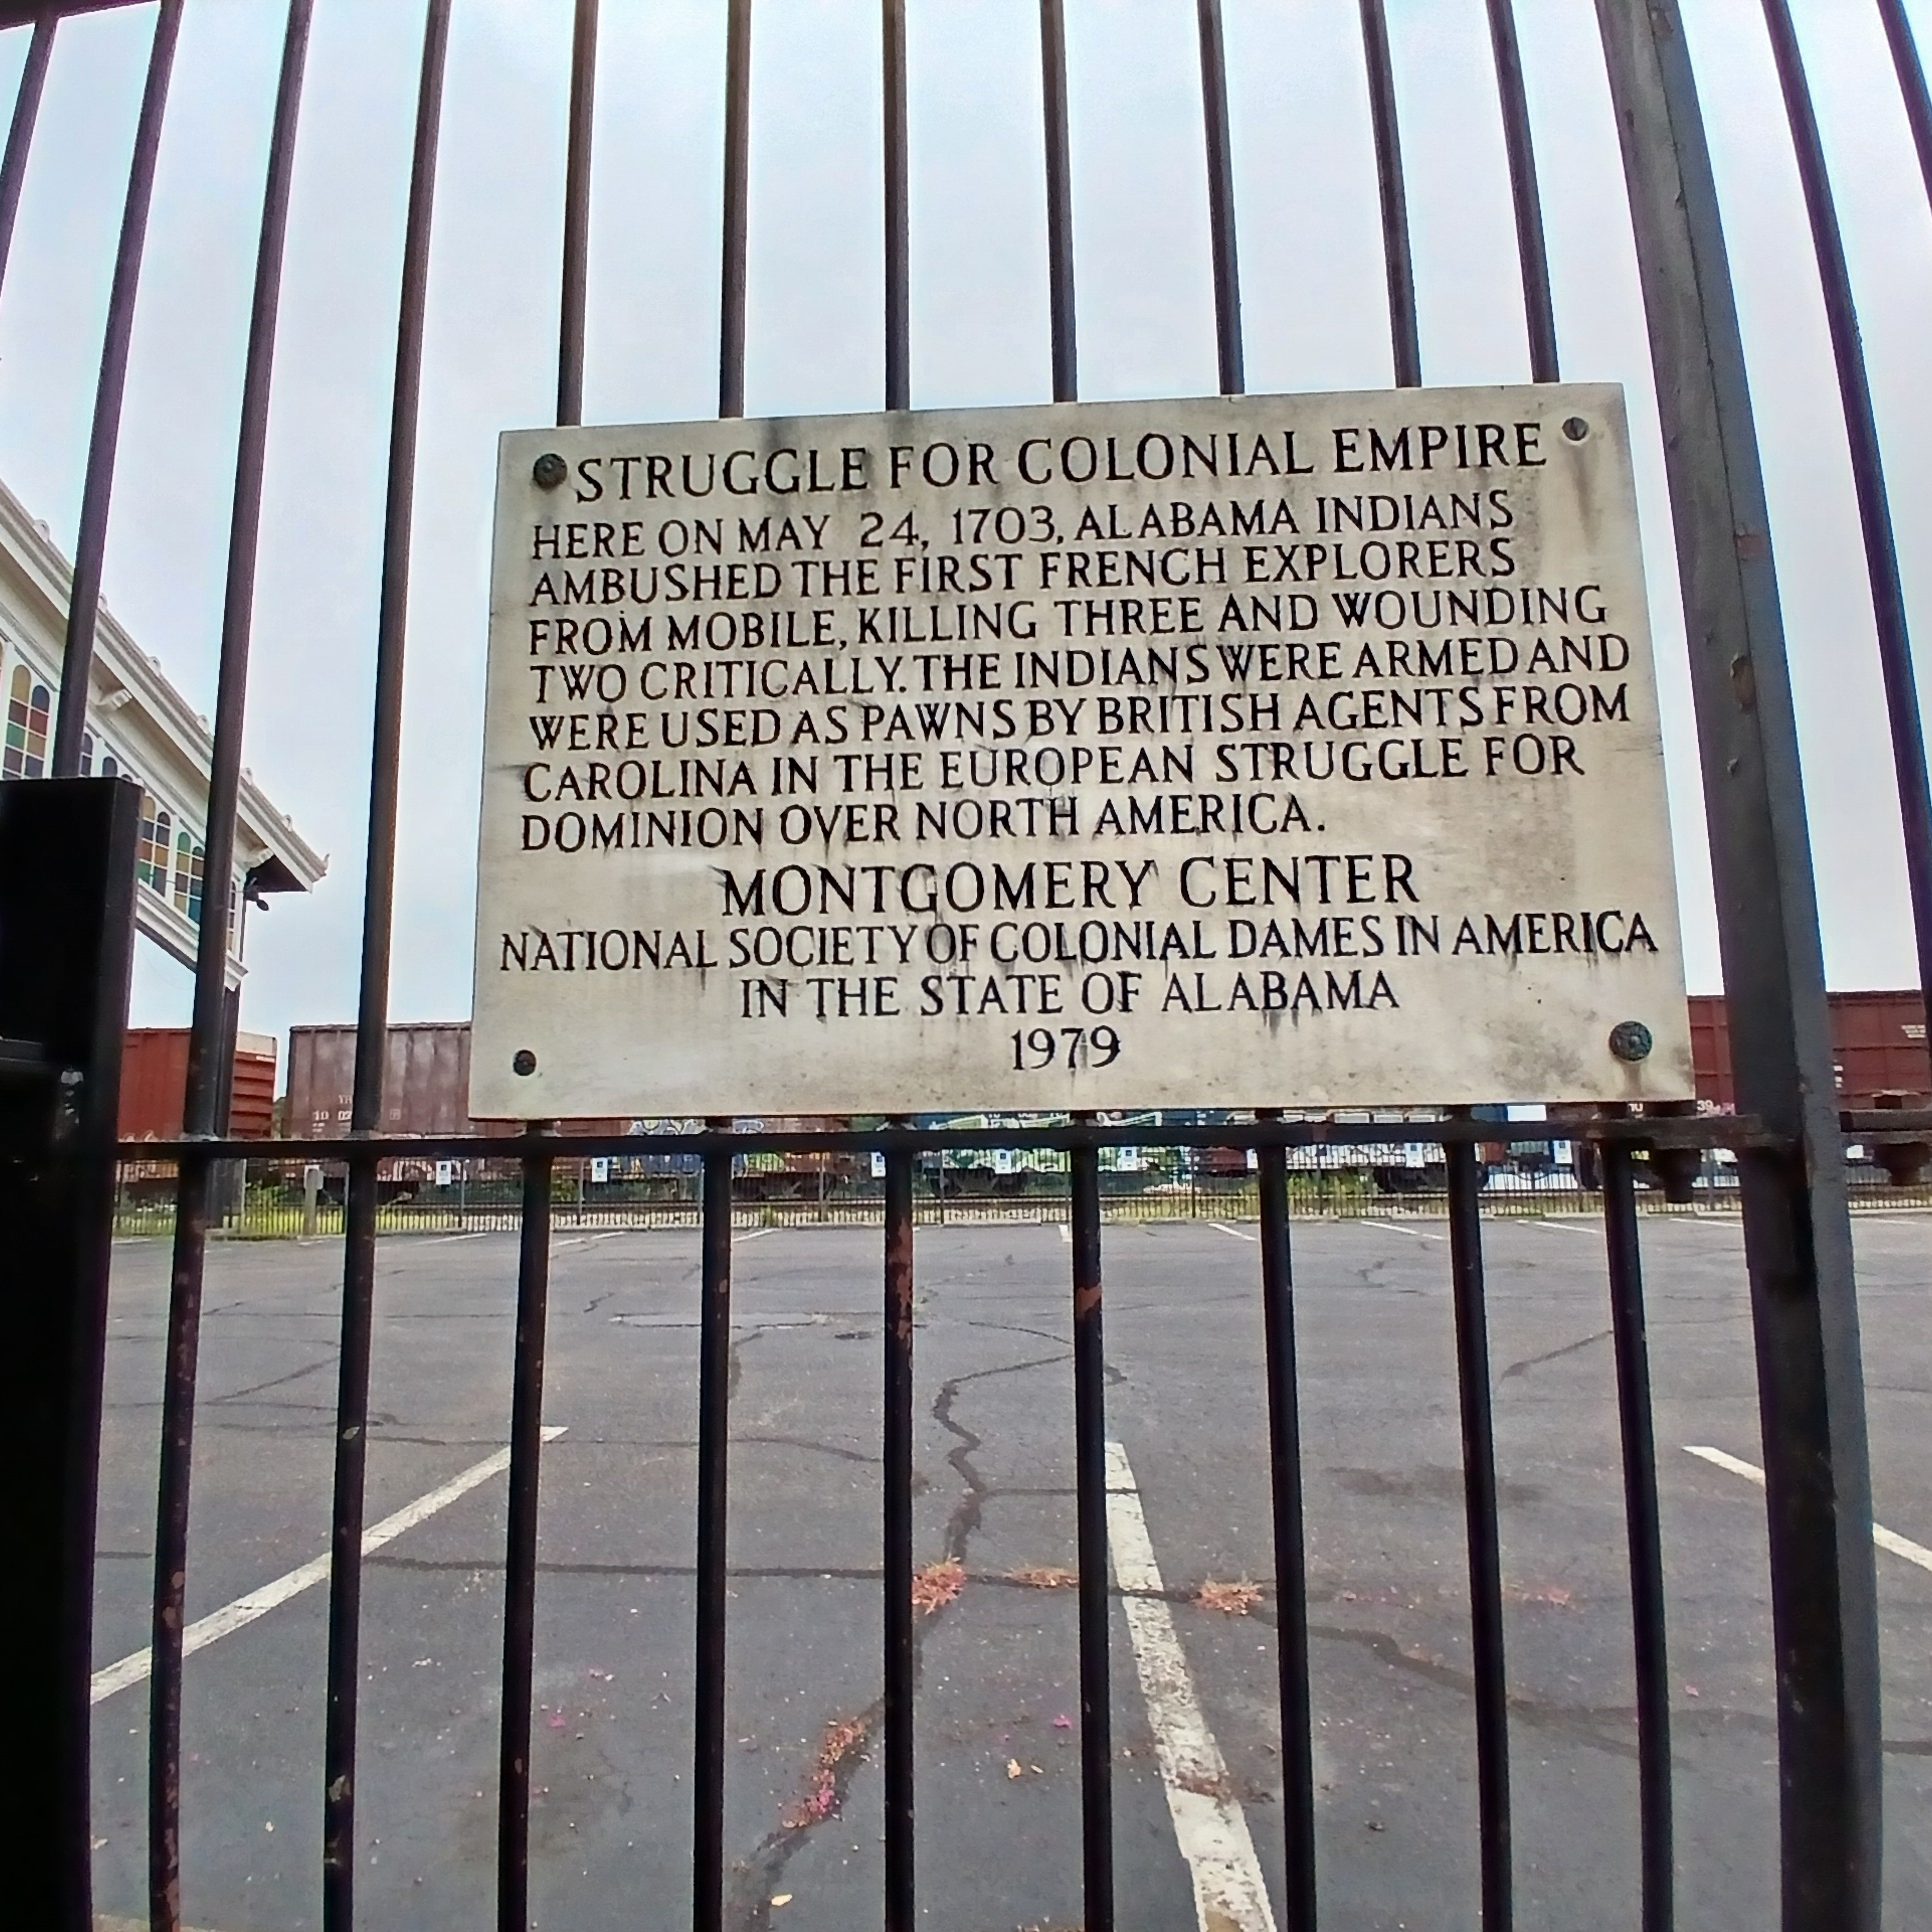 STRUGGLE FOR COLONIAL EMPIRE
HERE ON MAY 24, 1703, ALABAMA INDIANS
AMBUSHED THE FIRST FRENCH EXPLORERS
FROM MOBILE, KILLING THREE AND WOUNDING
TWO CRITICALLY. THE INDIANS WERE ARMED AND
WERE USED AS PAWNS BY BRITISH AGENTS FROM
CAROLINA IN THE EUROPEAN STRUGGLE FOR
DOMINION OVER NORTH AMERICA.
MONTGOMERY CENTER
NATIONAL SOCIETY OF COLONIAL DAMES IN AMERICA
IN THE STATE OF ALABAMA
1979